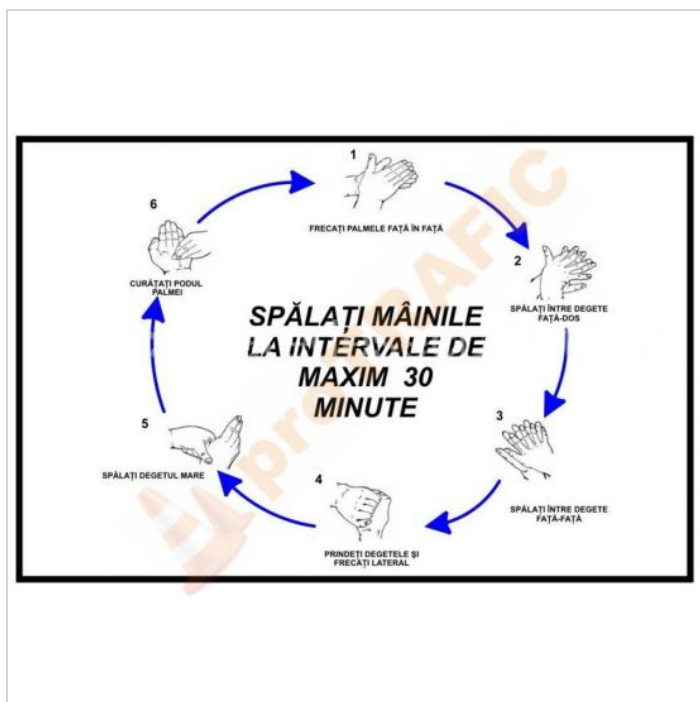 1
FRECAȚI PALMELE FAȚĂ ÎN FAȚĂ
2
SPĂLAȚI ÎNTRE DEGETE
FAȚĂ-DOS
3
SPĂLAȚI ÎNTRE DEGETE
FAȚĂ-FAȚĂ
4
PRINDEȚI DEGETELE ȘI
FRECAȚI LATERAL
5
SPĂLAȚI DEGETUL MARE
6
CURĂȚAȚI PODUL
PALMEI
SPĂLAȚI MÂINILE
LA INTERVALE DE
MAXIM 30
MINUTE
proTRAFIC